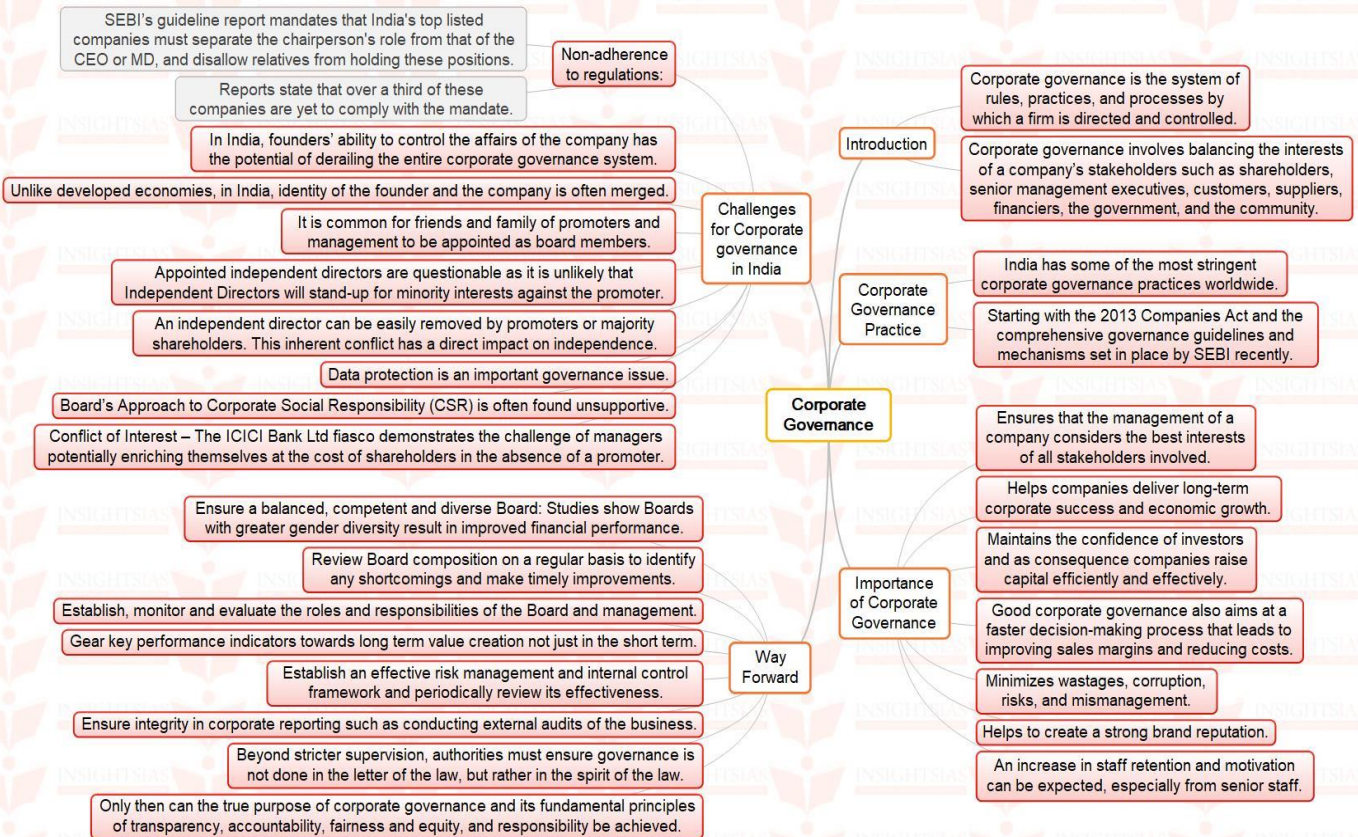 Corporate
Governance
Introduction
Corporate governance is the system of
rules, practices, and processes by
which a firm is directed and controlled.
Corporate governance involves balancing the interests
of a company's stakeholders such as shareholders,
senior management executives, customers, suppliers,
financiers, the government, and the community.
Corporate
Governance
Practice
India has some of the most stringent
corporate governance practices worldwide.
Starting with the 2013 Companies Act and the
comprehensive governance guidelines and
mechanisms set in place by SEBI recently.
Importance
of Corporate
Governance
Ensures that the management of a
company considers the best interests
of all stakeholders involved.
Helps companies deliver long-term
corporate success and economic growth.
Maintains the confidence of investors
and as consequence companies raise
capital efficiently and effectively.
Good corporate governance also aims at a
faster decision-making process that leads to
improving sales margins and reducing costs.
Minimizes wastages, corruption,
risks, and mismanagement.
Helps to create a strong brand reputation.
An increase in staff retention and motivation
can be expected, especially from senior staff.
Challenges
for Corporate
governance
in India
Non-adherence
to regulations:
SEBI's guideline report mandates that India's top listed
companies must separate the chairperson's role from that of the
CEO or MD, and disallow relatives from holding these positions.
Reports state that over a third of these
companies are yet to comply with the mandate.
In India, founders' ability to control the affairs of the company has
the potential of derailing the entire corporate governance system.
Unlike developed economies, in India, identity of the founder and the company is often merged.
It is common for friends and family of promoters and
management to be appointed as board members.
Appointed independent directors are questionable as it is unlikely that
Independent Directors will stand-up for minority interests against the promoter.
An independent director can be easily removed by promoters or majority
shareholders. This inherent conflict has a direct impact on independence.
Data protection is an important governance issue.
Board's Approach to Corporate Social Responsibility (CSR) is often found unsupportive.
Conflict of Interest – The ICICI Bank Ltd fiasco demonstrates the challenge of managers
potentially enriching themselves at the cost of shareholders in the absence of a promoter.
Way
Forward
Ensure a balanced, competent and diverse Board: Studies show Boards
with greater gender diversity result in improved financial performance.
Review Board composition on a regular basis to identify
any shortcomings and make timely improvements.
Establish, monitor and evaluate the roles and responsibilities of the Board and management.
Gear key performance indicators towards long term value creation not just in the short term.
Establish an effective risk management and internal control
framework and periodically review its effectiveness.
Ensure integrity in corporate reporting such as conducting external audits of the business.
Beyond stricter supervision, authorities must ensure governance is
not done in the letter of the law, but rather in the spirit of the law.
Only then can the true purpose of corporate governance and its fundamental principles
of transparency, accountability, fairness and equity, and responsibility be achieved.
INSIGHTSIAS